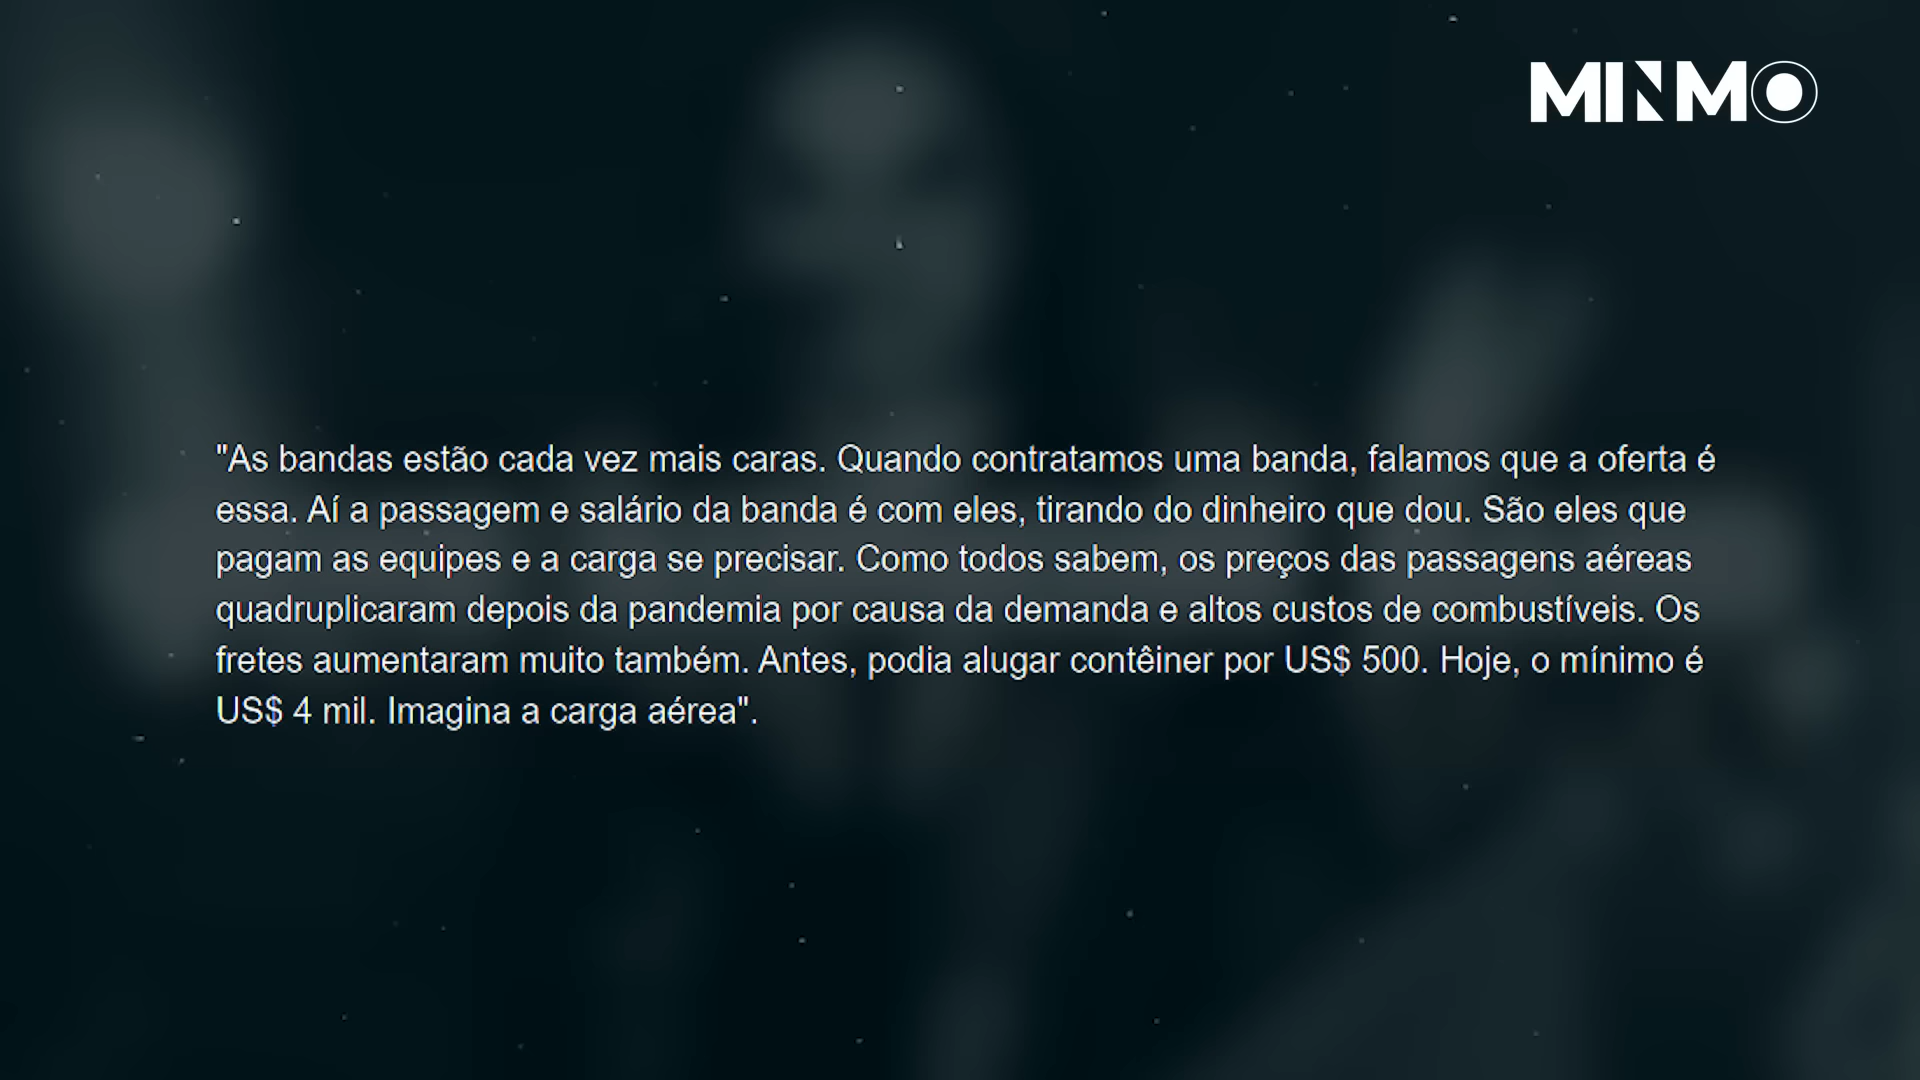 MINMO
"As bandas estão cada vez mais caras. Quando contratamos uma banda, falamos que a oferta é
essa. Aí a passagem e salário da banda é com eles, tirando do dinheiro que dou. São eles que
pagam as equipes e a carga se precisar. Como todos sabem, os preços das passagens aéreas
quadruplicaram depois da pandemia por causa da demanda e altos custos de combustíveis. Os
fretes aumentaram muito também. Antes, podia alugar contêiner por US$ 500. Hoje, o mínimo é
US$ 4 mil. Imagina a carga aérea".